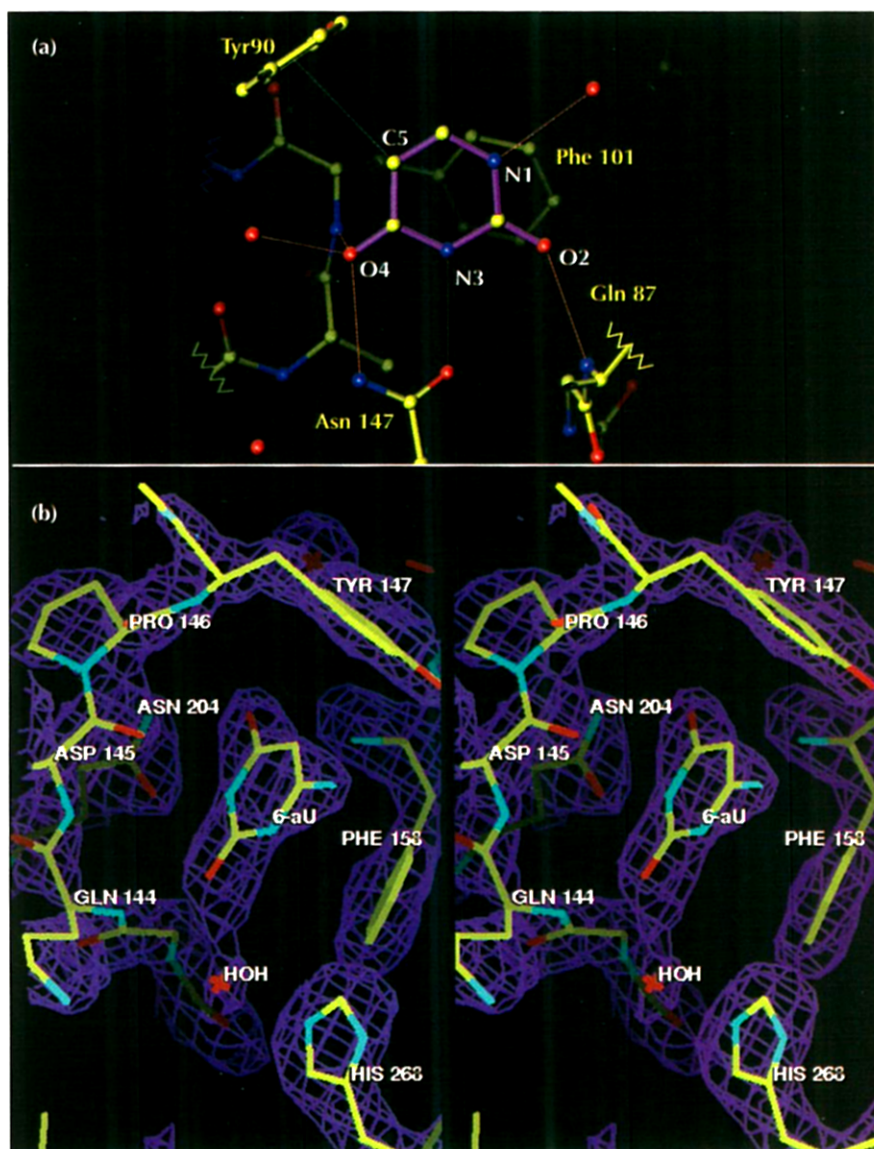 (a)
Tyr90
C5
Phe 101
N1
O4
N3
O2
Gln 87
Asn 147
(b)
TYR 147
TYR 147
PRO 146
PRO 146
ASN 204
ASN 204
ASP 145
ASP 145
6-aU
6-aU
PHE 158
PHE 158
GLN 144
GLN 144
HOH
HOH
HIS 268
HIS 268